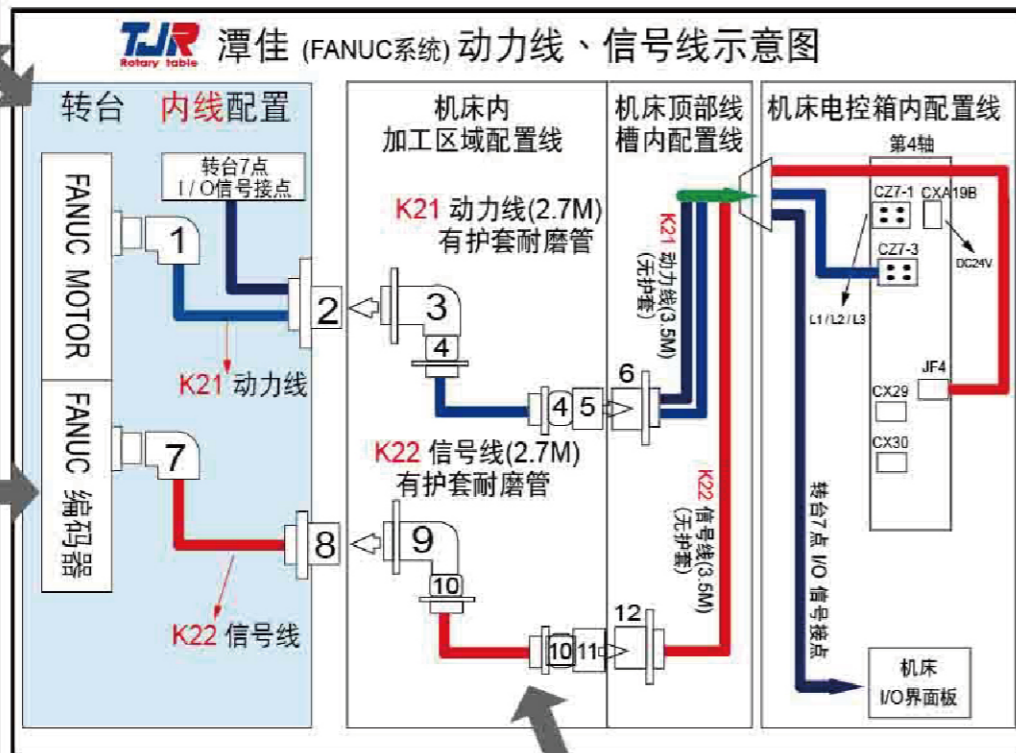 TJR
Rotary table
潭佳 (FANUC系统) 动力线、信号线示意图
转台 内线配置
转台7点
I / O信号接点
FANUC MOTOR
FANUC 编码器
1
2
K21 动力线
7
8
K22 信号线
机床内
加工区域配置线
K21 动力线(2.7M)
有护套耐磨管
3
4
4
5
K22 信号线(2.7M)
有护套耐磨管
9
10
10
11
机床顶部线
槽内配置线
K21 动力线(3.5M)
(无护套)
6
K22 信号线(3.5M)
(无护套)
12
机床电控箱内配置线
第4轴
CZ7-1
CXA19B
CZ7-3
DC24V
L1 / L2 / L3
JF4
CX29
CX30
转台7点 I/O 信号接点
机床
I/O界面板